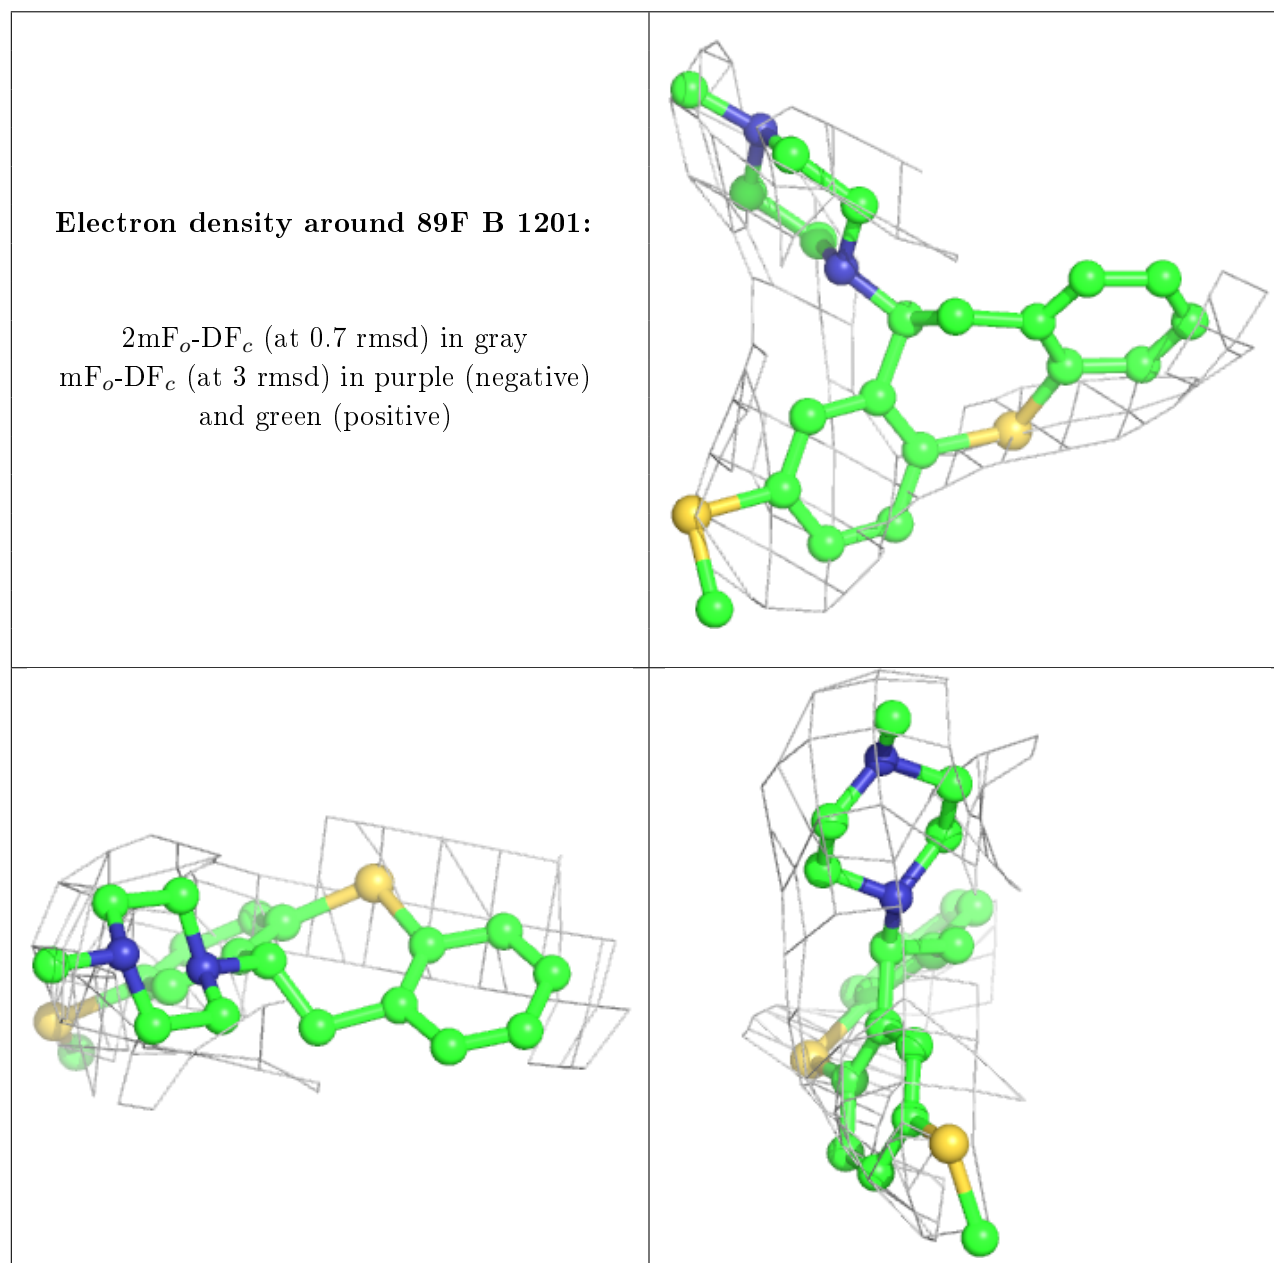 Electron density around 89F B 1201:
2mFo-DFc (at 0.7 rmsd) in gray
mFo-DFc (at 3 rmsd) in purple (negative)
and green (positive)